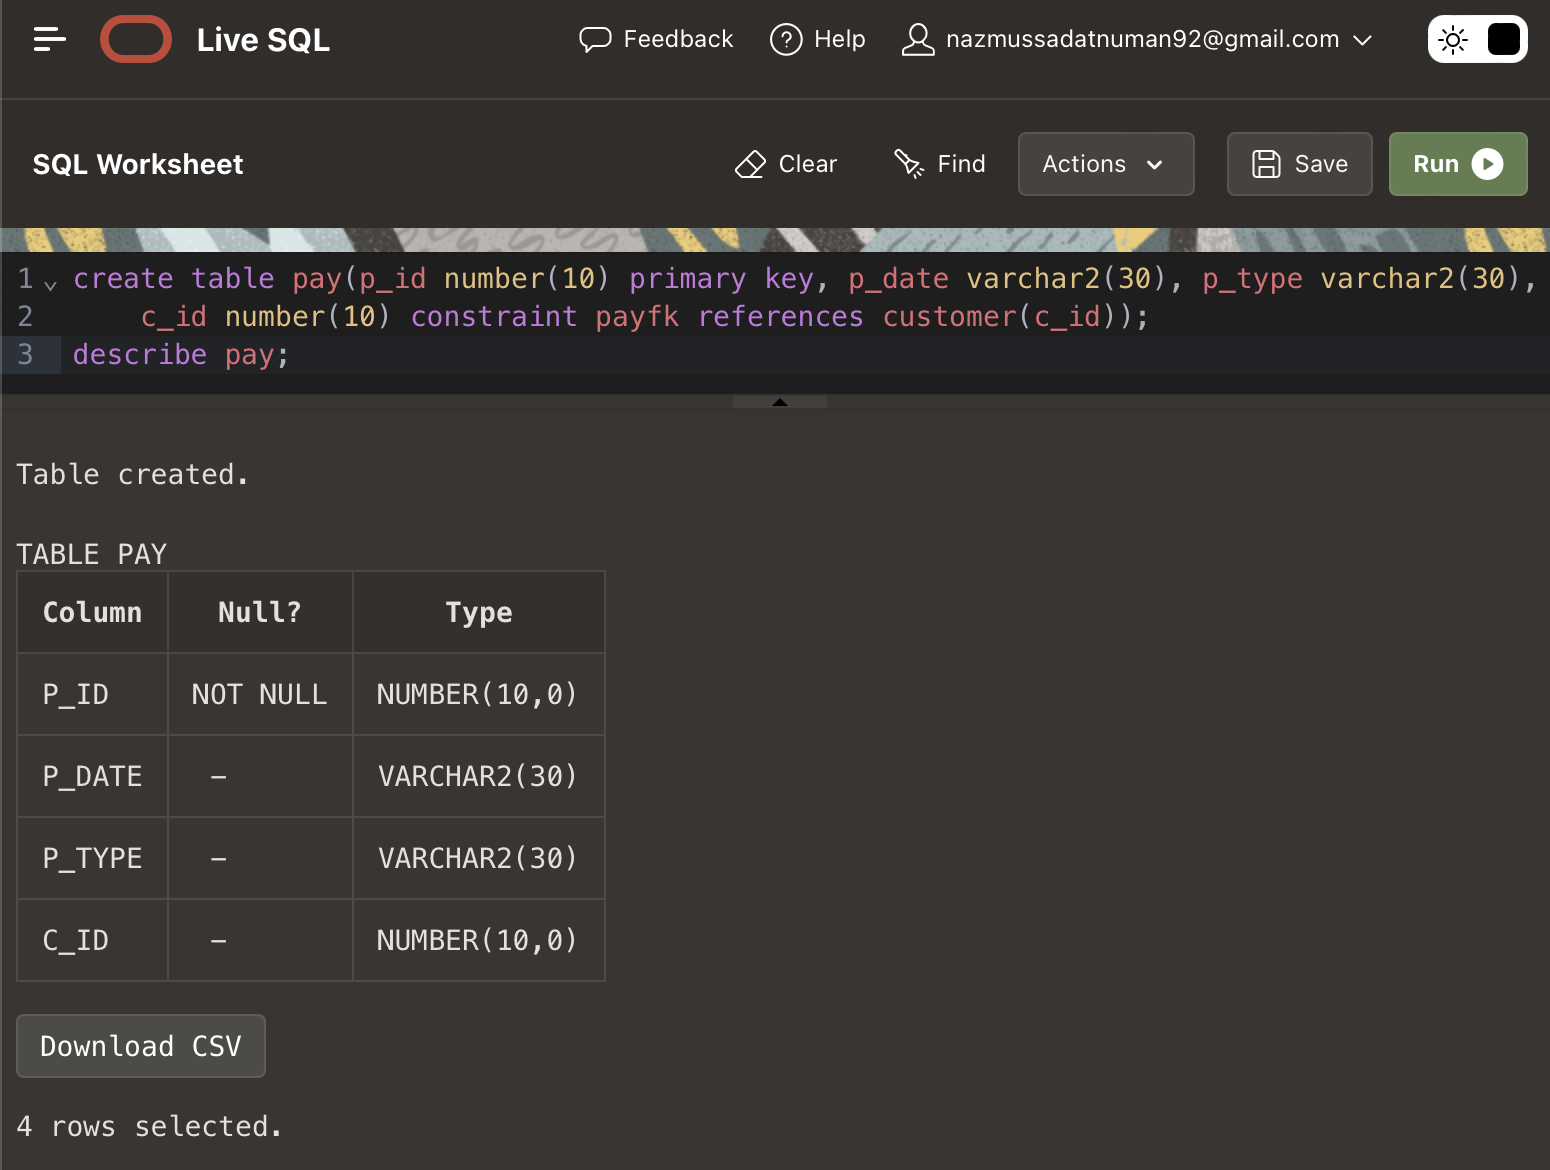 Live SQL
Feedback
Help
nazmussadatnuman92@gmail.com
SQL Worksheet
Clear
Find
Actions
Save
Run
1 create table pay(p_id number(10) primary key, p_date varchar2(30), p_type varchar2(30),
2 c_id number(10) constraint payfk references customer(c_id));
3 describe pay;
Table created.
TABLE PAY
Column Null? Type
P_ID NOT NULL NUMBER(10,0)
P_DATE – VARCHAR2(30)
P_TYPE – VARCHAR2(30)
C_ID – NUMBER(10,0)
Download CSV
4 rows selected.